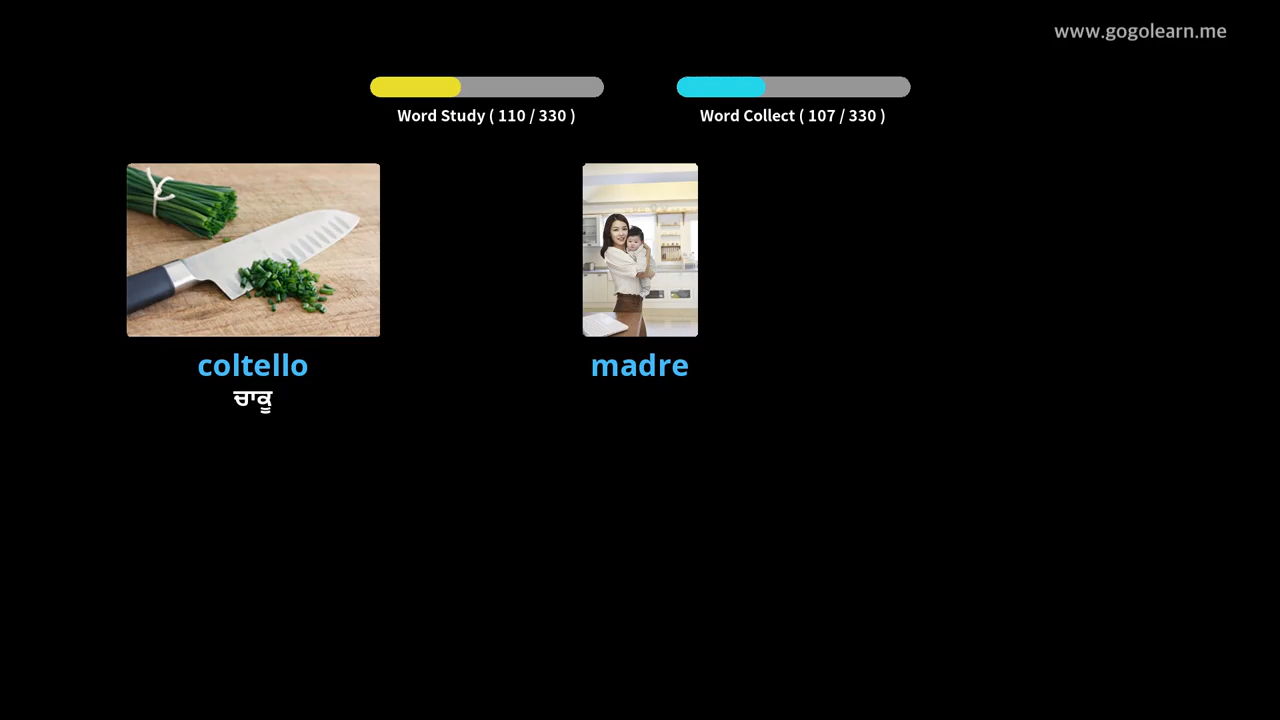 www.gogolearn.me
Word Study ( 110 / 330 )
Word Collect ( 107 / 330 )
coltello
madre
ਚਾਕੂ